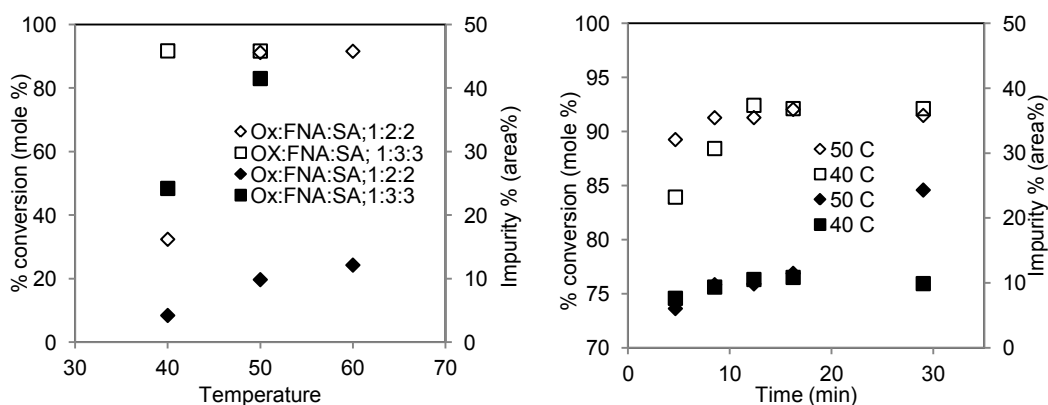 100
80
60
40
20
0
% conversion (mole %)
50
40
30
20
10
0
Impurity % (area%)
Ox:FNA:SA;1:2:2
OX:FNA:SA; 1:3:3
Ox:FNA:SA;1:2:2
Ox:FNA:SA;1:3:3
30 40 50 60 70
Temperature
100
95
90
85
80
75
70
% conversion (mole %)
50
40
30
20
10
0
Impurity % (area%)
50 C
40 C
50 C
40 C
0 10 20 30
Time (min)